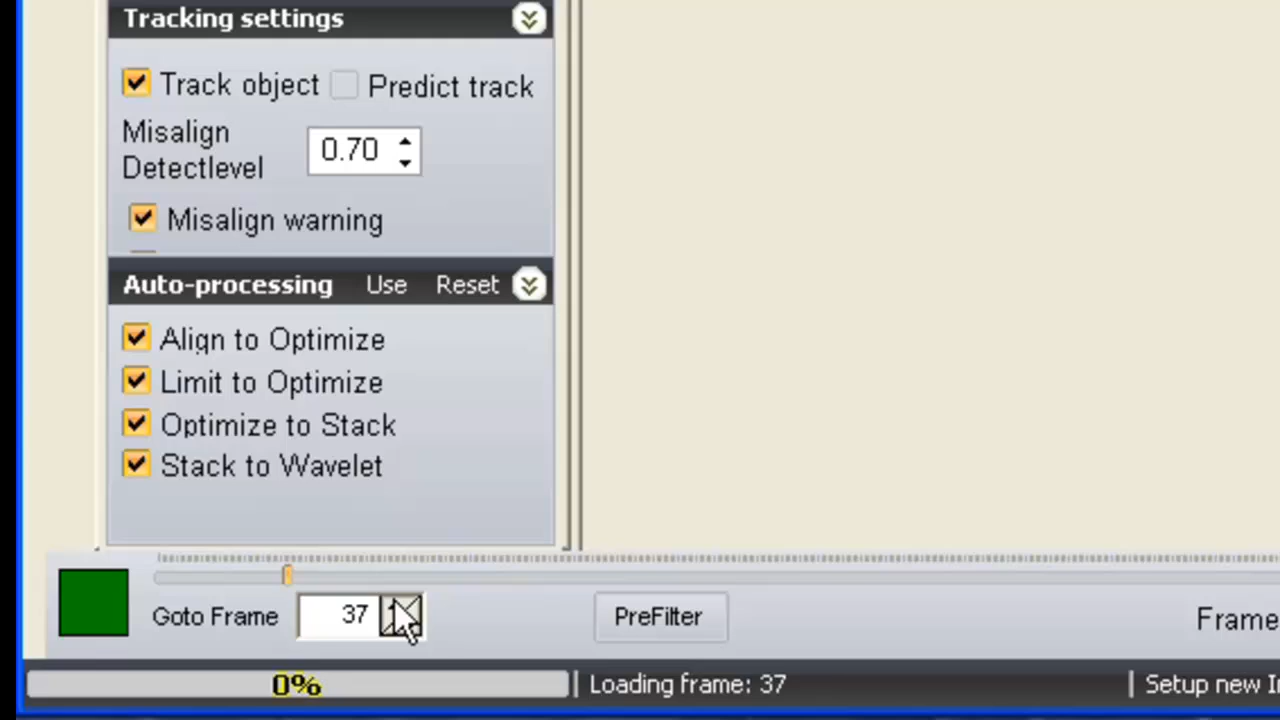 Tracking settings
Track object Predict track
Misalign
Detectlevel 0.70
Misalign warning
Auto-processing Use Reset
Align to Optimize
Limit to Optimize
Optimize to Stack
Stack to Wavelet
Goto Frame 37 PreFilter Frame
0% Loading frame: 37 Setup new